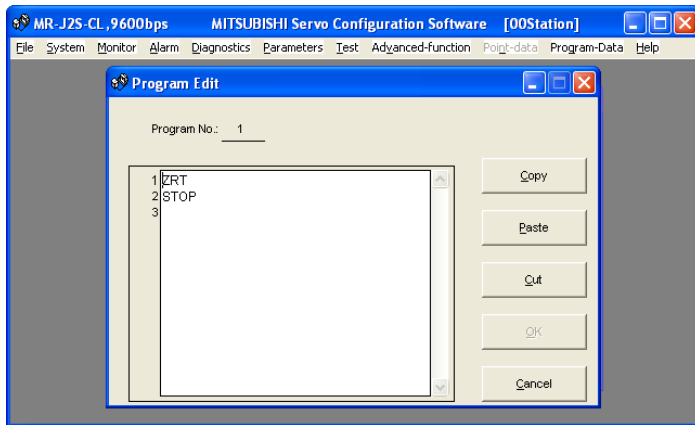 MR-J2S-CL,9600bps MITSUBISHI Servo Configuration Software [00Station]
File System Monitor Alarm Diagnostics Parameters Test Advanced-function Point-data Program-Data Help
Program Edit
Program No.: 1
1 ZRT
2 STOP
3
Copy
Paste
Cut
OK
Cancel